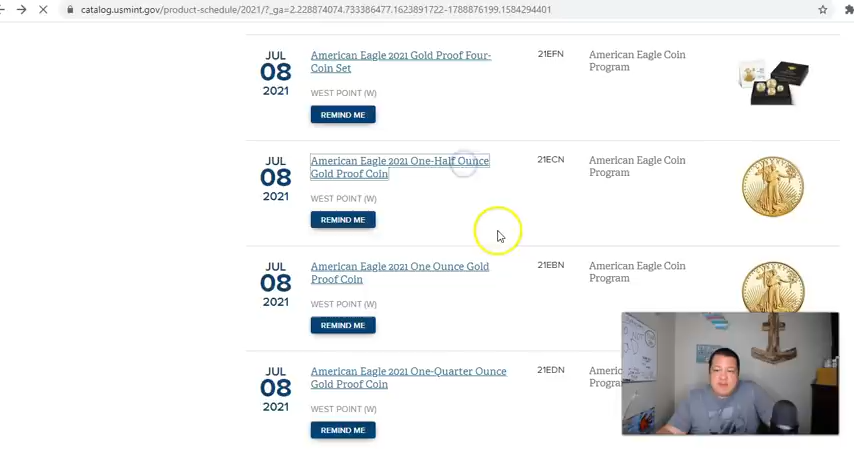 catalog.usmint.gov/product-schedule/2021/?_ga=2.228874074.733386477.1623891722-1788876199.1584294401
JUL
08
2021
American Eagle 2021 Gold Proof Four-
Coin Set
WEST POINT (W)
REMIND ME
21EFN
American Eagle Coin
Program
JUL
08
2021
American Eagle 2021 One-Half Ounce
Gold Proof Coin
WEST POINT (W)
REMIND ME
21ECN
American Eagle Coin
Program
JUL
08
2021
American Eagle 2021 One Ounce Gold
Proof Coin
WEST POINT (W)
REMIND ME
21EBN
American Eagle Coin
Program
JUL
08
2021
American Eagle 2021 One-Quarter Ounce
Gold Proof Coin
WEST POINT (W)
REMIND ME
21EDN